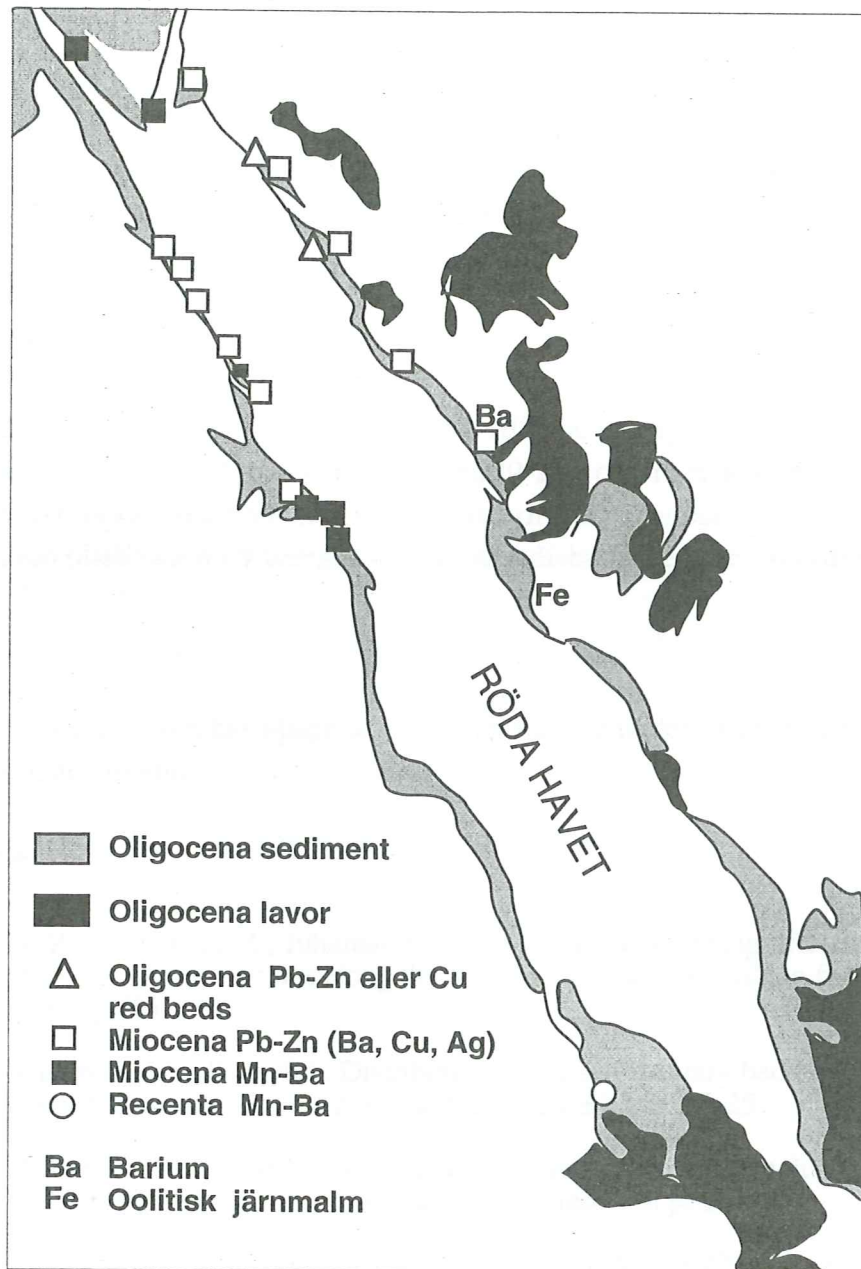 Ba
Fe
RÖDA HAVET
Oligocena sediment
Oligocena lavor
Oligocena Pb-Zn eller Cu
red beds
Miocena Pb-Zn (Ba, Cu, Ag)
Miocena Mn-Ba
Recenta Mn-Ba
Ba Barium
Fe Oolitisk järnmalm